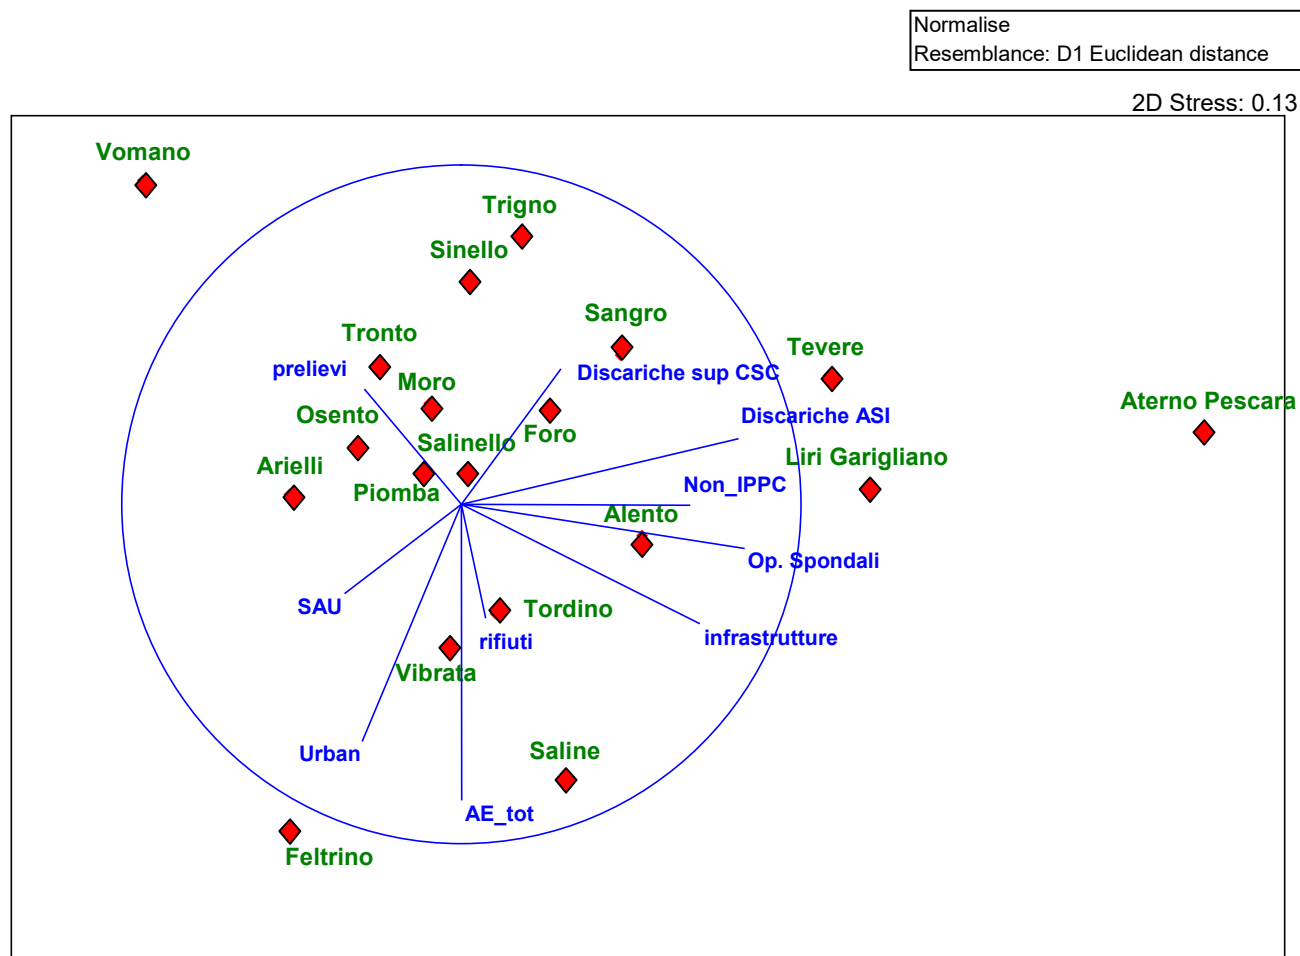 Normalise
Resemblance: D1 Euclidean distance
2D Stress: 0.13
Vomano
Trigno
Sinello
Sangro
Tronto
Tevere
prelievi
Discariche sup CSC
Moro
Aterno Pescara
Osento
Discariche ASI
Foro
Salinello
Liri Garigliano
Arielli
Piomba
Non_IPPC
Alento
Op. Spondali
SAU
Tordino
infrastrutture
rifiuti
Vibrata
Urban
Saline
AE_tot
Feltrino